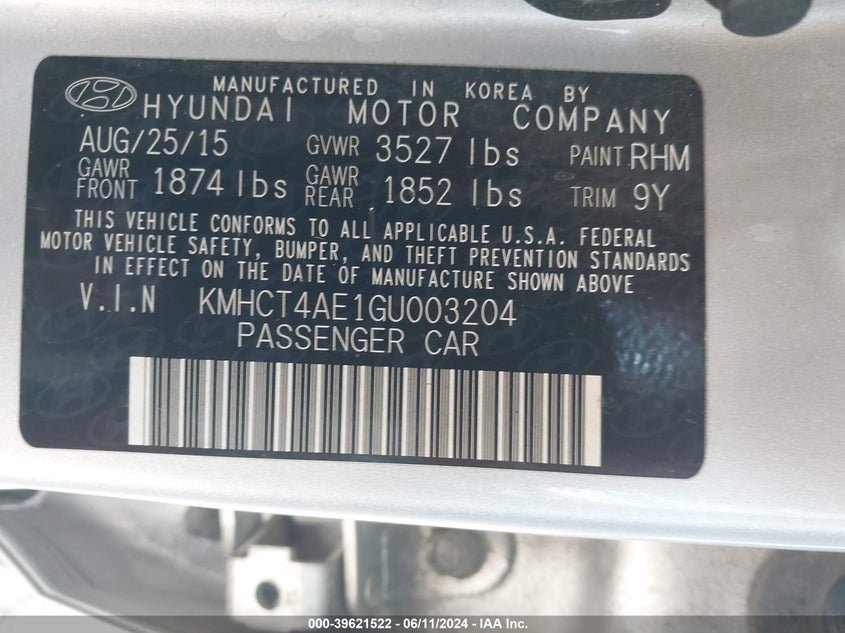 MANUFACTURED IN KOREA BY
HYUNDAI MOTOR COMPANY
AUG/25/15 GVWR 3527 lbs PAINT RHM
GAWR FRONT 1874 lbs GAWR REAR 1852 lbs TRIM 9Y
THIS VEHICLE CONFORMS TO ALL APPLICABLE U.S.A. FEDERAL
MOTOR VEHICLE SAFETY, BUMPER, AND THEFT PREVENTION STANDARDS
IN EFFECT ON THE DATE OF MANUFACTURE SHOWN ABOVE
V.I.N KMHCT4AE1GU003204
PASSENGER CAR
000-39621522 - 06/11/2024 - IAA Inc.